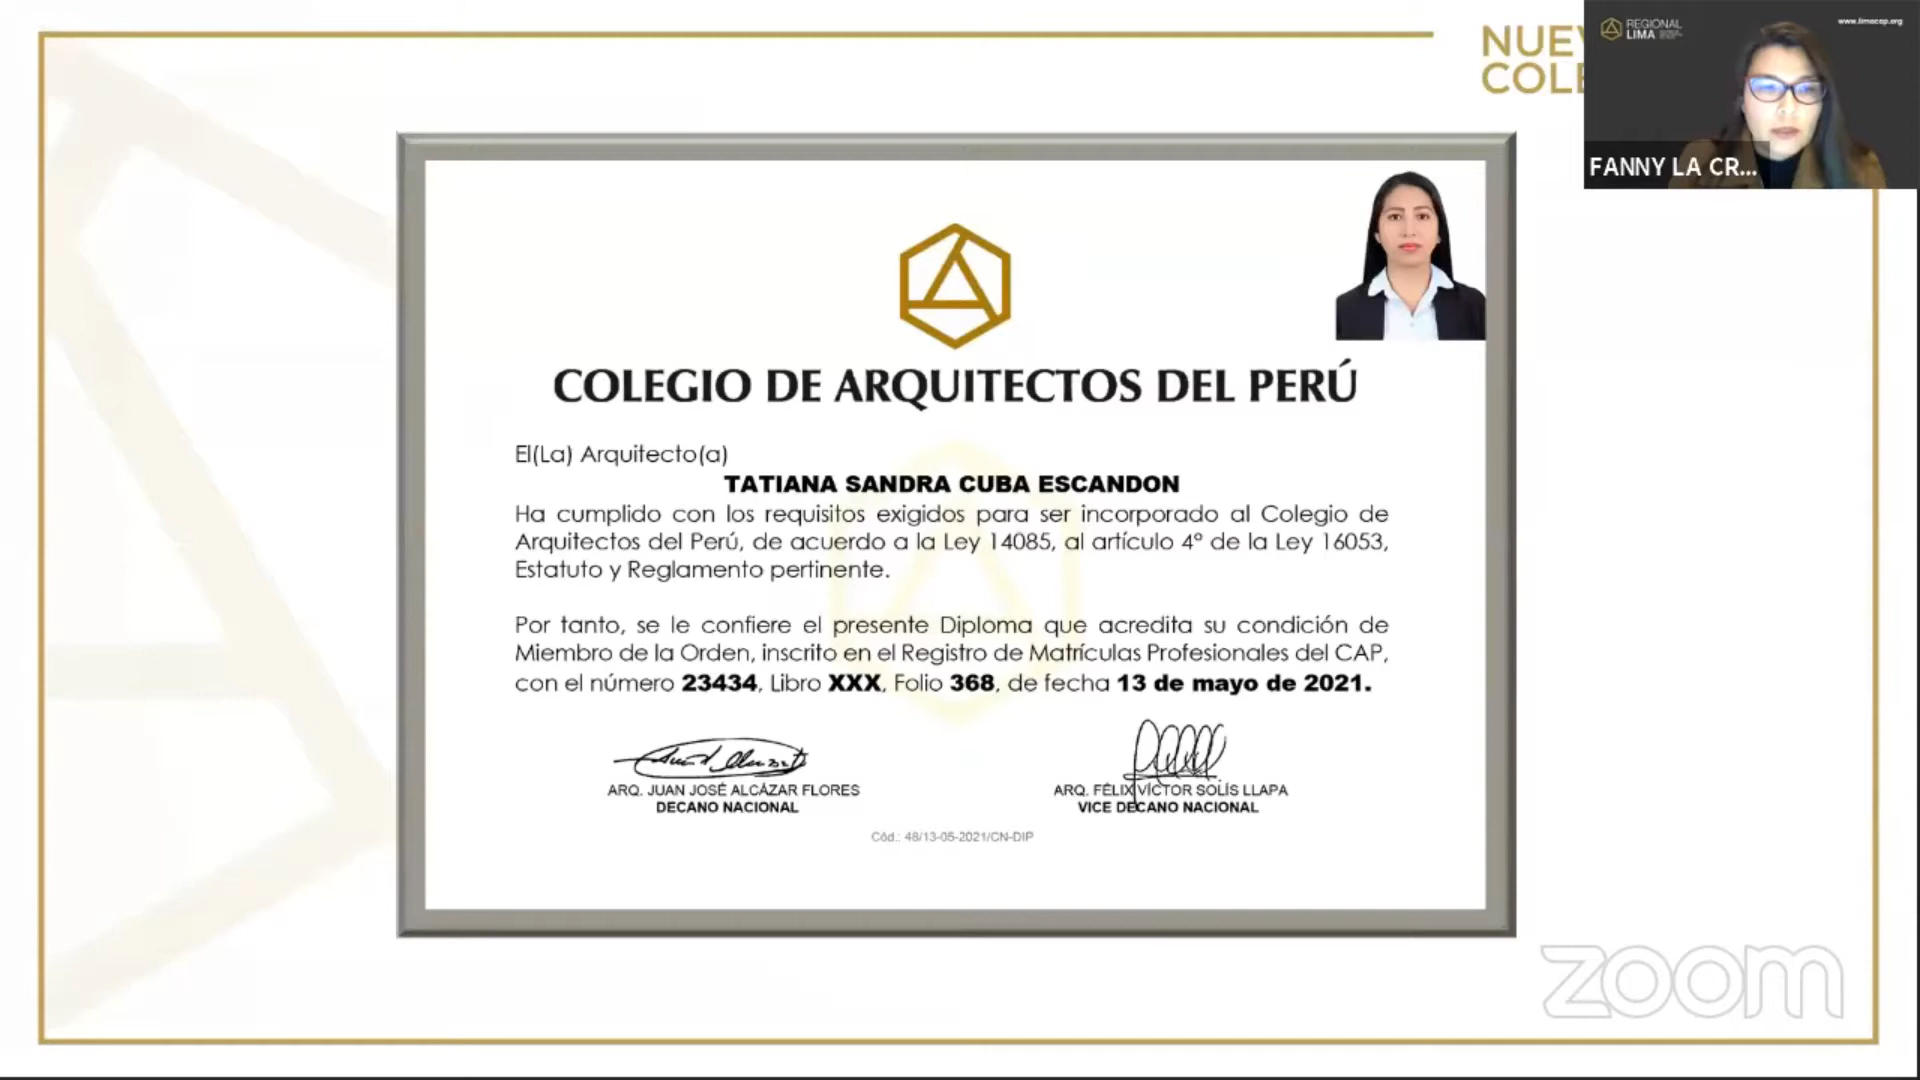 NUEV
COLE
REGIONAL
LIMA
www.limacap.org
FANNY LA CR...
COLEGIO DE ARQUITECTOS DEL PERÚ
El(La) Arquitecto(a)
TATIANA SANDRA CUBA ESCANDON
Ha cumplido con los requisitos exigidos para ser incorporado al Colegio de
Arquitectos del Perú, de acuerdo a la Ley 14085, al artículo 4° de la Ley 16053,
Estatuto y Reglamento pertinente.
Por tanto, se le confiere el presente Diploma que acredita su condición de
Miembro de la Orden, inscrito en el Registro de Matrículas Profesionales del CAP,
con el número 23434, Libro XXX, Folio 368, de fecha 13 de mayo de 2021.
ARQ. JUAN JOSÉ ALCÁZAR FLORES
DECANO NACIONAL
ARQ. FÉLIX VÍCTOR SOLÍS LLAPA
VICE DECANO NACIONAL
Cód.: 48/13-05-2021/CN-DIP
zoom